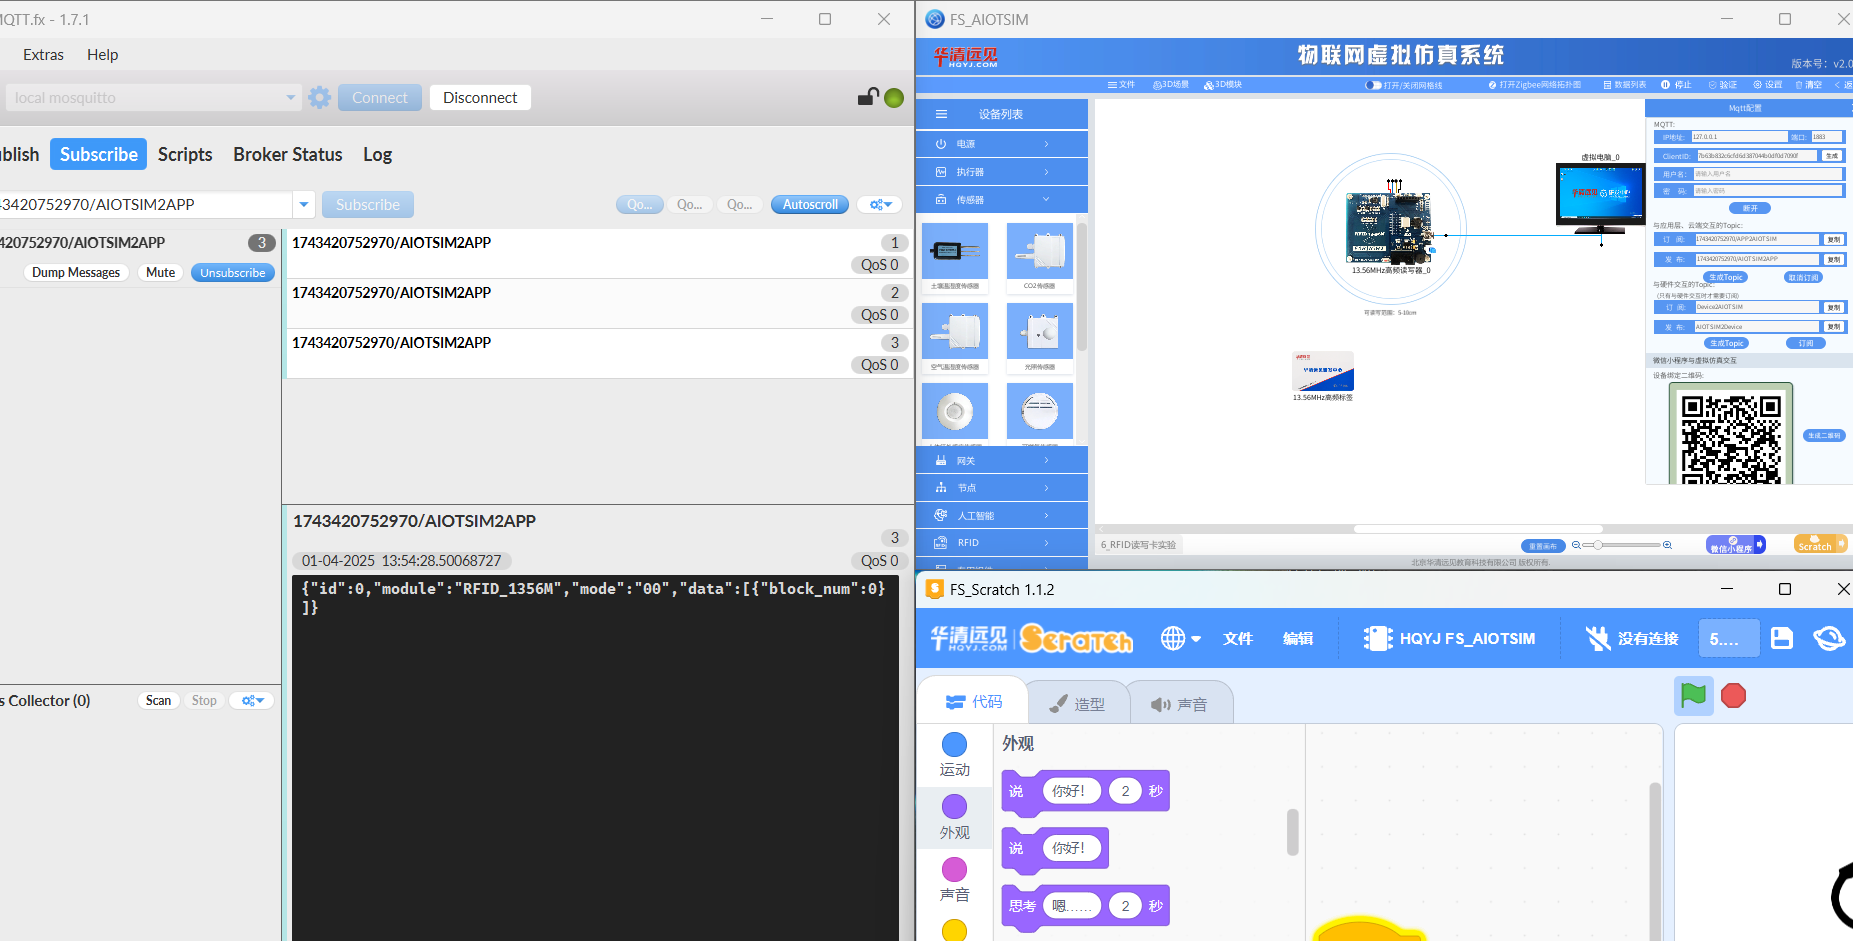 MQTT.fx - 1.7.1
Extras Help
local mosquitto
Connect
Disconnect
Publish
Subscribe
Scripts
Broker Status
Log
43420752970/AIOTSIM2APP
Subscribe
Qo...
Qo...
Qo...
Autoscroll
420752970/AIOTSIM2APP
3
Dump Messages
Mute
Unsubscribe
1743420752970/AIOTSIM2APP
1
QoS 0
1743420752970/AIOTSIM2APP
2
QoS 0
1743420752970/AIOTSIM2APP
3
QoS 0
1743420752970/AIOTSIM2APP
3
01-04-2025 13:54:28.50068727
QoS 0
{"id":0,"module":"RFID_1356M","mode":"00","data":[{"block_num":0}
]}
s Collector (0)
Scan
Stop
FS_AIOTSIM
华清远见
HQYJ.COM
物联网虚拟仿真系统
版本号：v2.0
文件
3D场景
3D模块
打开/关闭网格线
打开Zigbee网络拓扑图
数据列表
停止
验证
设置
清空
设备列表
电源
执行器
传感器
土壤温湿度传感器
CO2传感器
空气温湿度传感器
光照传感器
网关
节点
人工智能
RFID
13.56MHz高频读写器_0
可读写范围：5-10cm
13.56MHz高频标签
虚拟电脑_0
Mqtt配置
MQTT:
IP地址:
127.0.0.1
端口:
1883
ClientID:
7b63b832c6cfd6d387044b0df0d7090f
生成
用户名:
请输入用户名
密 码:
请输入密码
断开
与应用层、云端交互的Topic:
订 阅:
1743420752970/APP2AIOTSIM
复制
发 布:
1743420752970/AIOTSIM2APP
复制
生成Topic
取消订阅
与硬件交互的Topic:
(只有与硬件交互时才需要订阅)
订 阅:
Device2AIOTSIM
复制
发 布:
AIOTSIM2Device
复制
生成Topic
订阅
微信小程序与虚拟仿真交互
设备绑定二维码:
生成二维码
6_RFID读写卡实验
重置画布
微信小程序
Scratch
北京华清远见教育科技有限公司 版权所有.
FS_Scratch 1.1.2
华清远见
HQYJ.COM
Scratch
文件
编辑
HQYJ FS_AIOTSIM
没有连接
5....
代码
造型
声音
运动
外观
声音
外观
说 你好！ 2 秒
说 你好！
思考 嗯…… 2 秒